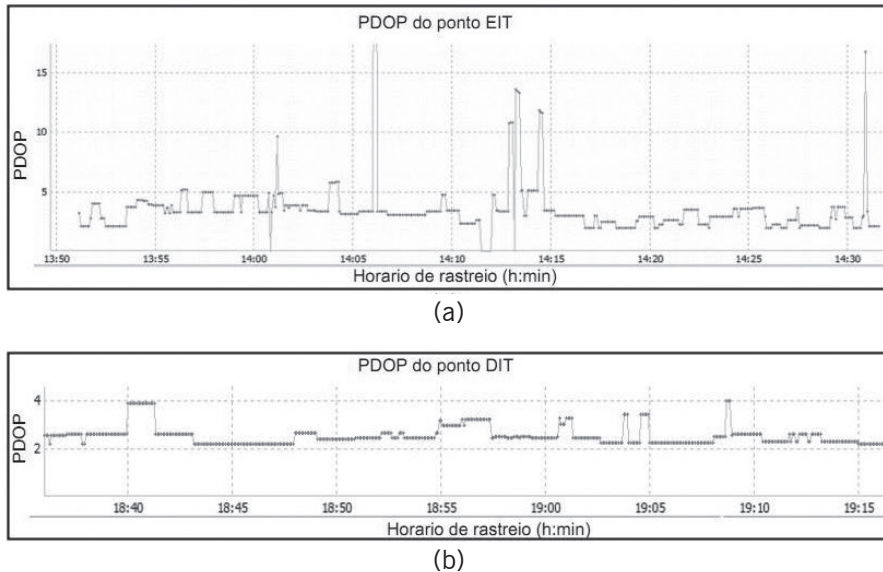 PDOP do ponto EIT
15
10
5
PDOP
13:50 13:55 14:00 14:05 14:10 14:15 14:20 14:25 14:30
Horario de rastreio (h:min)
(a)
PDOP do ponto DIT
4
2
PDOP
18:40 18:45 18:50 18:55 19:00 19:05 19:10 19:15
Horario de rastreio (h:min)
(b)